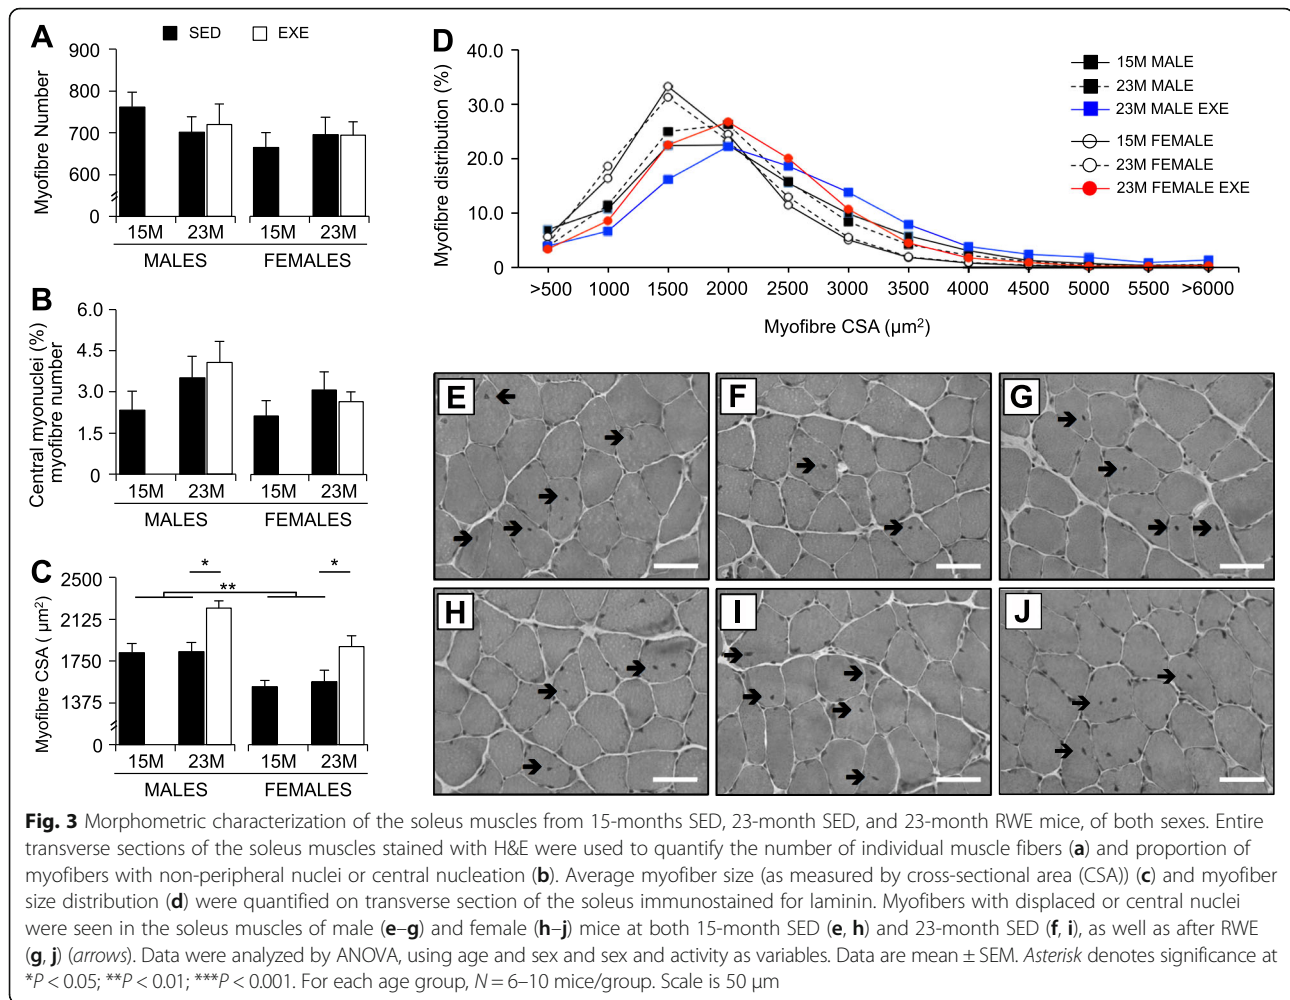 A
SED EXE
900
800
700
600
0
Myofibre Number
15M 23M 15M 23M
MALES FEMALES
B
6.0
4.5
3.0
1.5
0
Central myonuclei (%)
myofibre number
15M 23M 15M 23M
MALES FEMALES
C
2500
2125
1750
1375
0
Myofibre CSA ( µm²)
* ** *
15M 23M 15M 23M
MALES FEMALES
D
40.0
30.0
20.0
10.0
0
Myofibre distribution (%)
15M MALE
23M MALE
23M MALE EXE
15M FEMALE
23M FEMALE
23M FEMALE EXE
>500 1000 1500 2000 2500 3000 3500 4000 4500 5000 5500 >6000
Myofibre CSA (µm²)
E F G
H I J
Fig. 3 Morphometric characterization of the soleus muscles from 15-months SED, 23-month SED, and 23-month RWE mice, of both sexes. Entire
transverse sections of the soleus muscles stained with H&E were used to quantify the number of individual muscle fibers (a) and proportion of
myofibers with non-peripheral nuclei or central nucleation (b). Average myofiber size (as measured by cross-sectional area (CSA)) (c) and myofiber
size distribution (d) were quantified on transverse section of the soleus immunostained for laminin. Myofibers with displaced or central nuclei
were seen in the soleus muscles of male (e–g) and female (h–j) mice at both 15-month SED (e, h) and 23-month SED (f, i), as well as after RWE
(g, j) (arrows). Data were analyzed by ANOVA, using age and sex and sex and activity as variables. Data are mean ± SEM. Asterisk denotes significance at
*P < 0.05; **P < 0.01; ***P < 0.001. For each age group, N = 6–10 mice/group. Scale is 50 µm